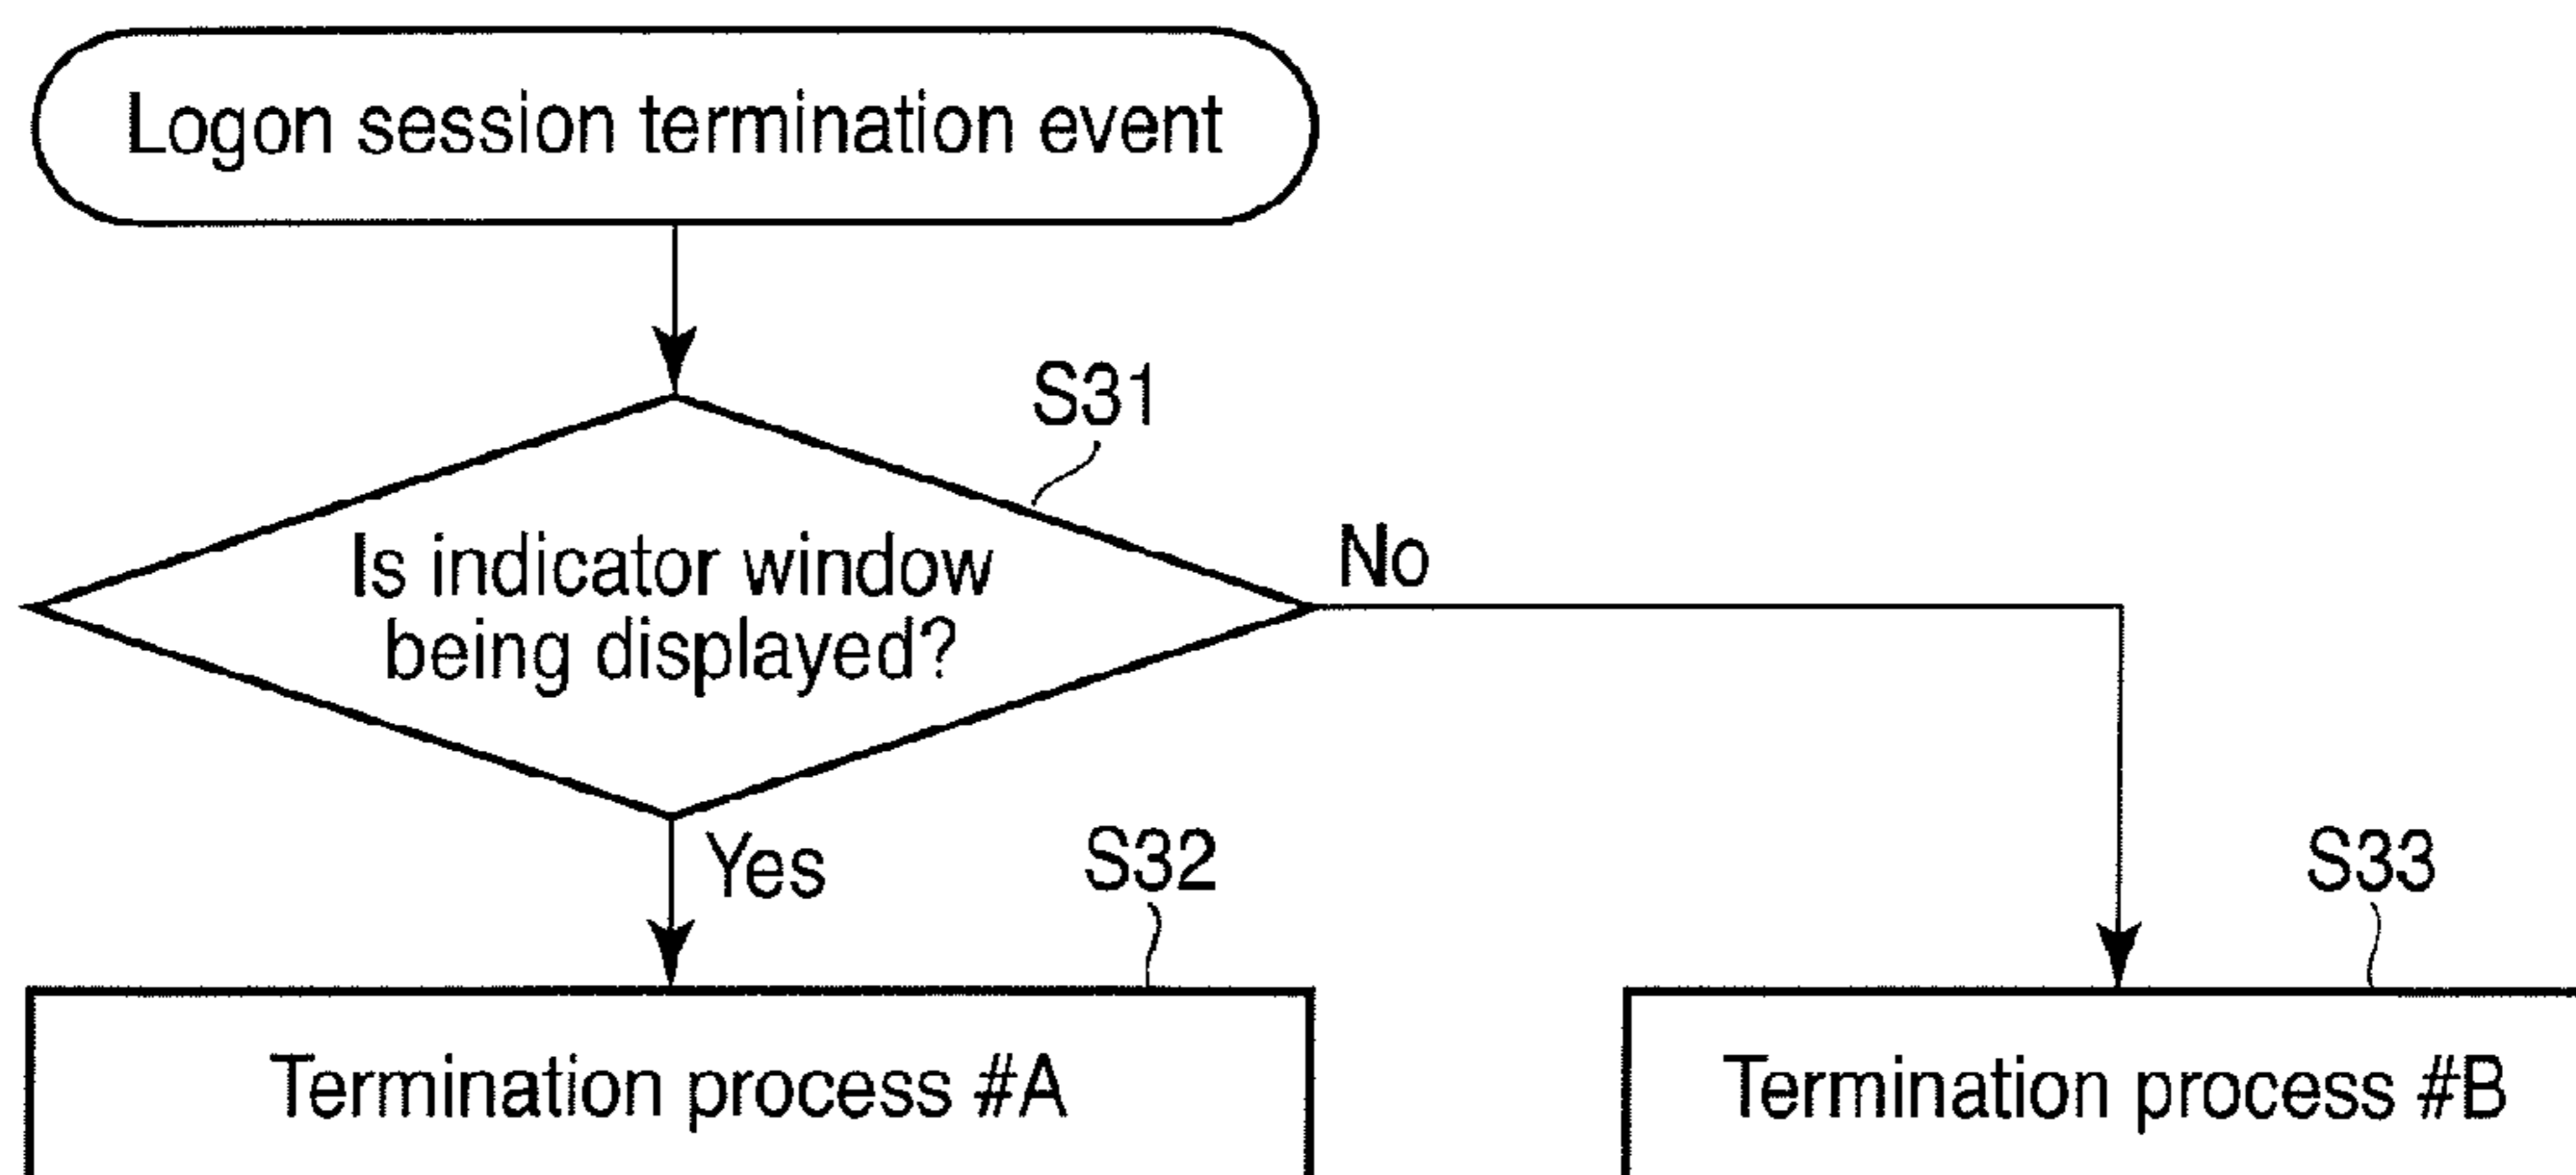 Logon session termination event
S31
Is indicator window
being displayed?
No
Yes
S32
S33
Termination process #A
Termination process #B